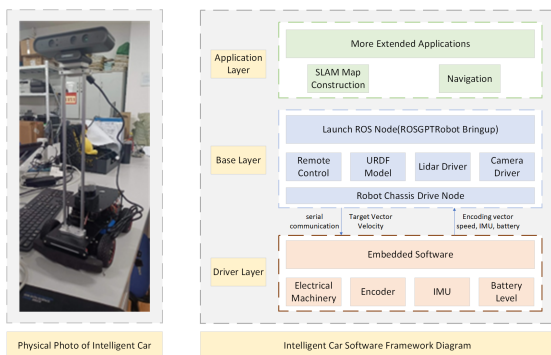 More Extended Applications
Application
Layer
SLAM Map
Construction
Navigation
Launch ROS Node(ROSGPTRobot Bringup)
Base Layer
Remote
Control
URDF
Model
Lidar Driver
Camera
Driver
Robot Chassis Drive Node
serial
communication
Target Vector
Velocity
Encoding vector
speed, IMU, battery
Embedded Software
Driver Layer
Electrical
Machinery
Encoder
IMU
Battery
Level
Physical Photo of Intelligent Car
Intelligent Car Software Framework Diagram